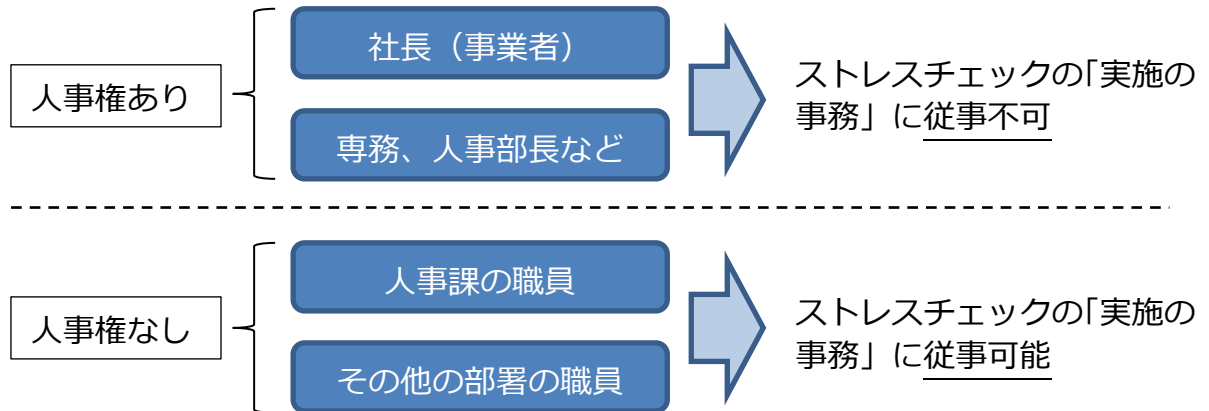 人事権あり
社長（事業者）
専務、人事部長など
ストレスチェックの「実施の
事務」に従事不可
人事権なし
人事課の職員
その他の部署の職員
ストレスチェックの「実施の
事務」に従事可能